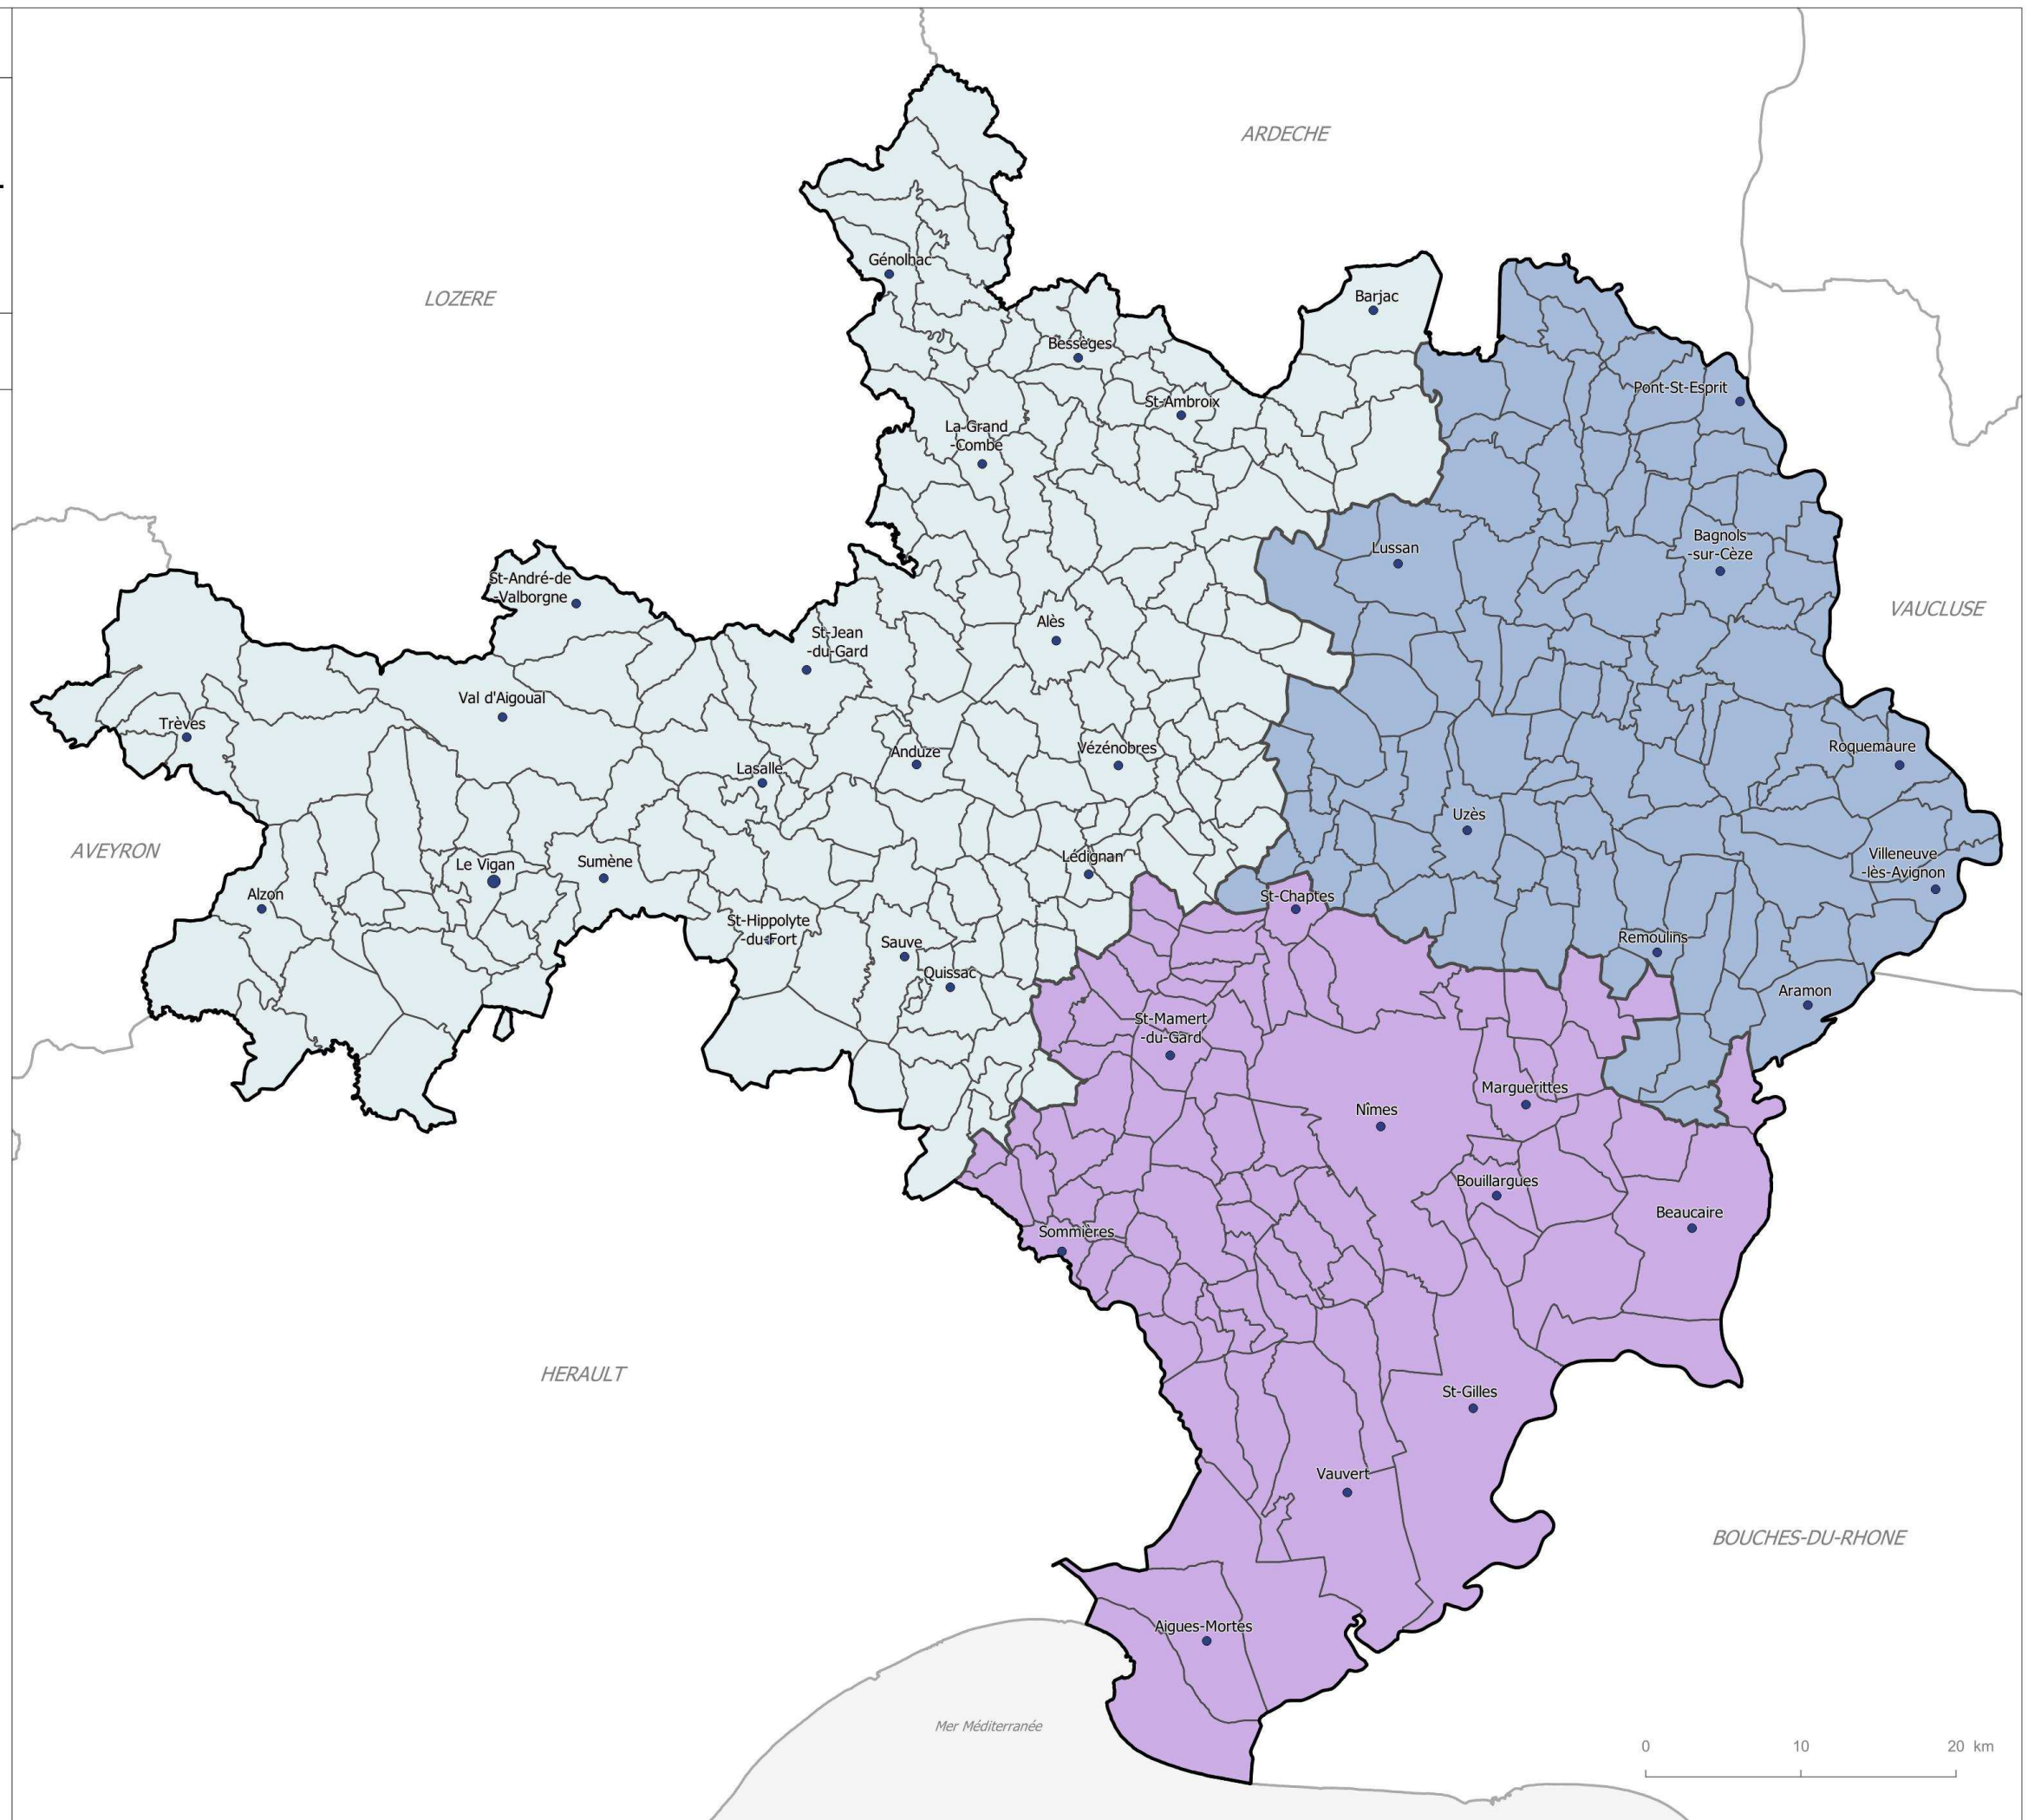 ARDECHE
Génolhac
LOZERE
Barjac
Bessèges
Pont-St-Esprit
St-Ambroix
La-Grand
-Combe
Bagnols
-sur-Cèze
Lussan
St-André-de
-Valborgne
VAUCLUSE
Alès
St-Jean
-du-Gard
Val d'Aigoual
Trèves
Roquemaure
Vézénobres
Anduze
Lasalle
Uzès
AVEYRON
Villeneuve
-lès-Avignon
Lédignan
Sumène
Le Vigan
Alzon
St-Chaptes
St-Hippolyte
-du-Fort
Remoulins
Sauve
Quissac
Aramon
St-Mamert
-du-Gard
Marguerittes
Nîmes
Bouillargues
Beaucaire
Sommières
HERAULT
St-Gilles
Vauvert
BOUCHES-DU-RHONE
Aigues-Mortes
Mer Méditerranée
0 10 20 km